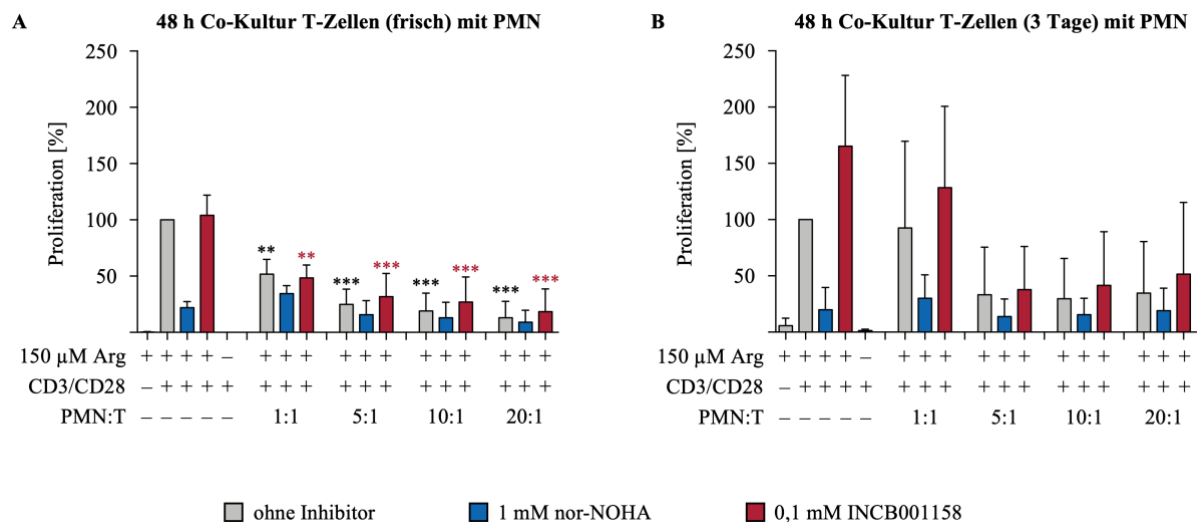 A 48 h Co-Kultur T-Zellen (frisch) mit PMN
Proliferation [%]
250
200
150
100
50
** **
*** ***
*** ***
*** ***
150 µM Arg + + + + – + + + + + + + + + + + +
CD3/CD28 – + + + + + + + + + + + + + + + +
PMN:T – – – – – 1:1 5:1 10:1 20:1
B 48 h Co-Kultur T-Zellen (3 Tage) mit PMN
Proliferation [%]
250
200
150
100
50
150 µM Arg + + + + – + + + + + + + + + + + +
CD3/CD28 – + + + + + + + + + + + + + + + +
PMN:T – – – – – 1:1 5:1 10:1 20:1
ohne Inhibitor 1 mM nor-NOHA 0,1 mM INCB001158